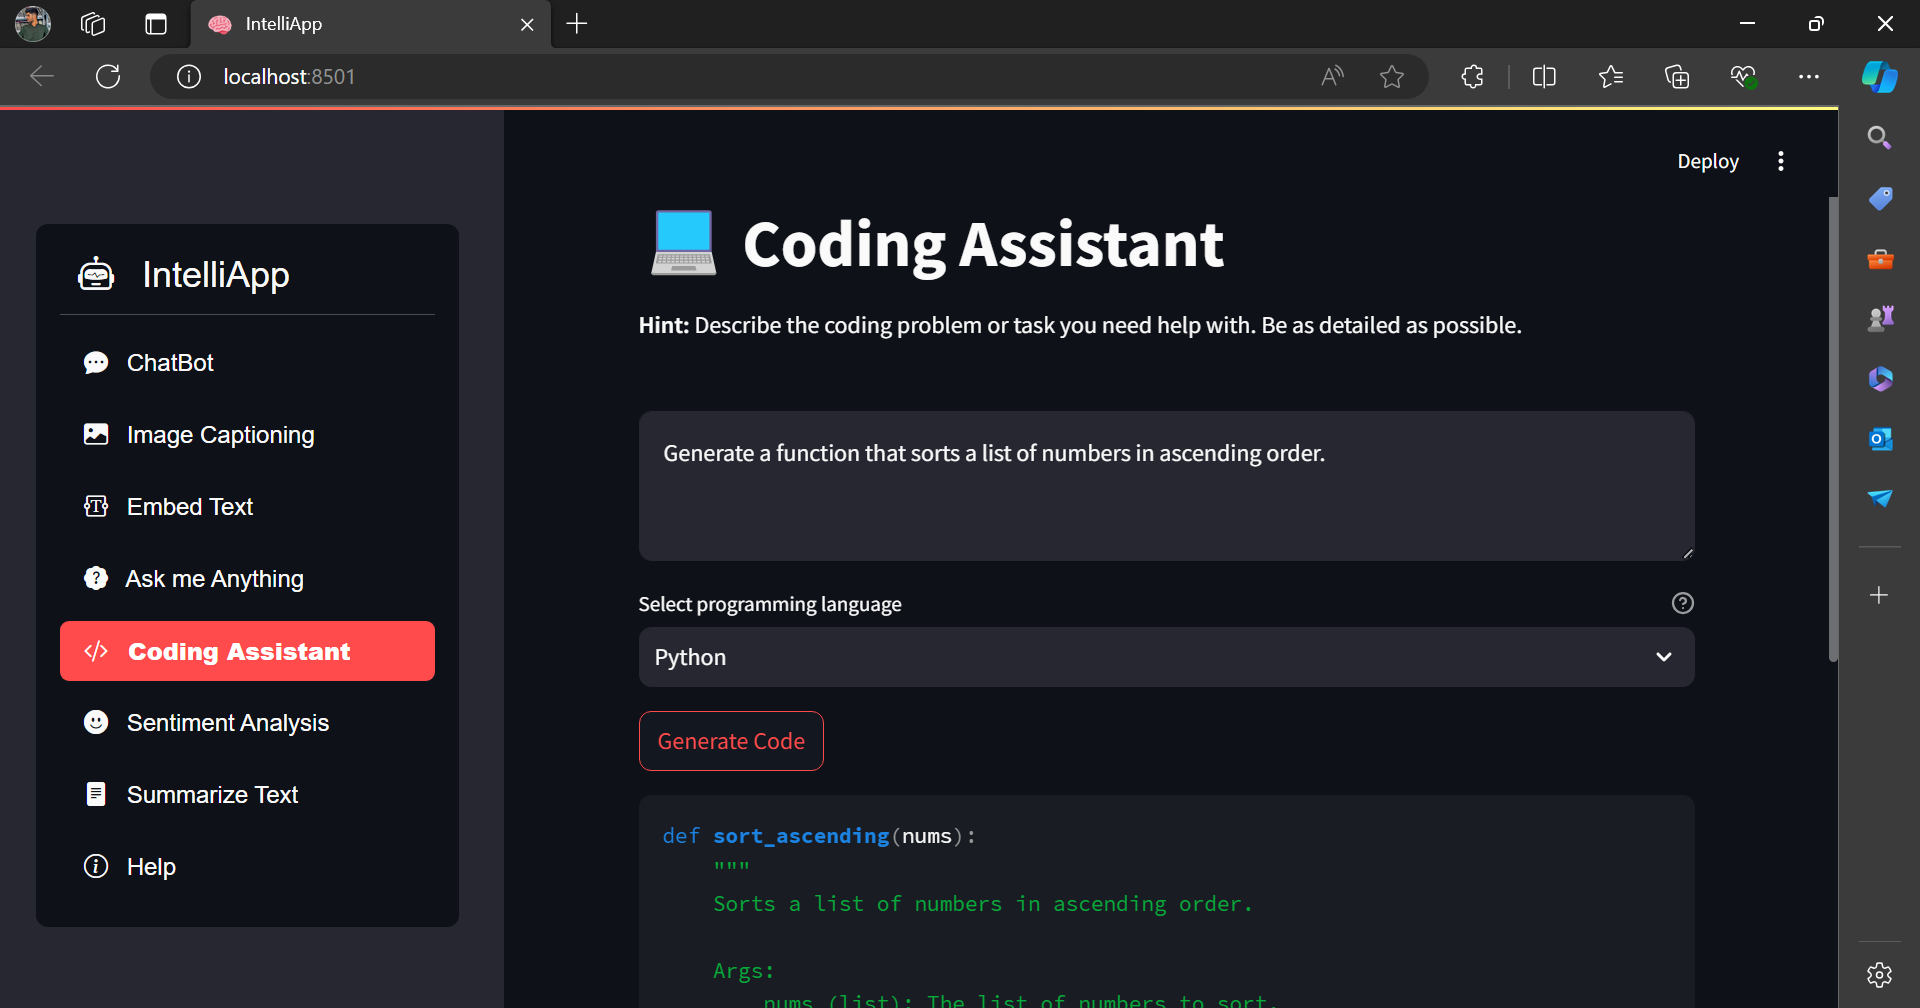 IntelliApp
localhost:8501
Deploy
IntelliApp
ChatBot
Image Captioning
Embed Text
Ask me Anything
Coding Assistant
Sentiment Analysis
Summarize Text
Help
Coding Assistant
Hint: Describe the coding problem or task you need help with. Be as detailed as possible.
Generate a function that sorts a list of numbers in ascending order.
Select programming language
Python
Generate Code
def sort_ascending(nums):
"""
Sorts a list of numbers in ascending order.
Args:
nums (list): The list of numbers to sort.